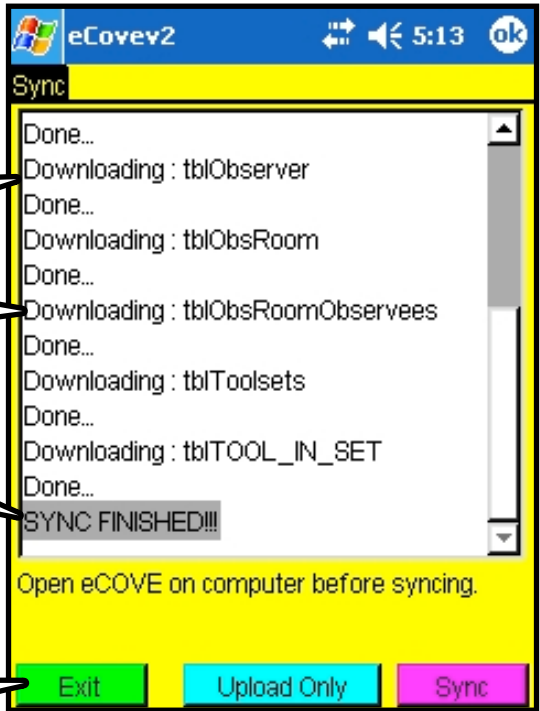 eCovev2 5:13 ok
Sync
Done...
Downloading : tblObserver
Done...
Downloading : tblObsRoom
Done...
Downloading : tblObsRoomObservees
Done...
Downloading : tblToolsets
Done...
Downloading : tblTOOL_IN_SET
Done...
SYNC FINISHED!!!
Open eCOVE on computer before syncing.
Exit Upload Only Sync